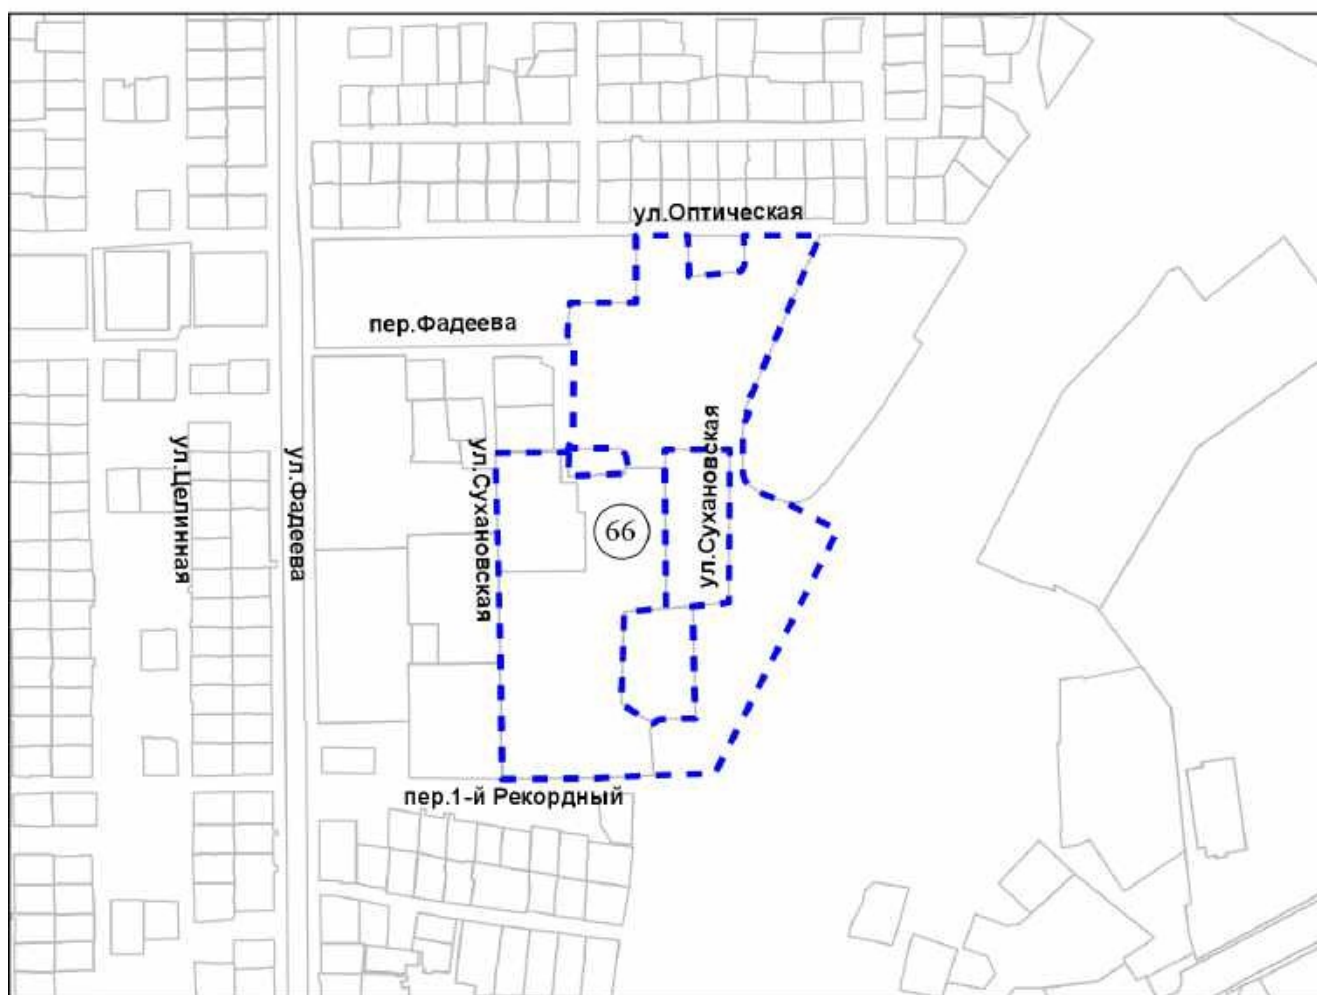 ул.Оптическая
пер.Фадеева
ул.Целинная
ул.Фадеева
ул.Сухановская
66
ул.Сухановская
пер.1-й Рекордный